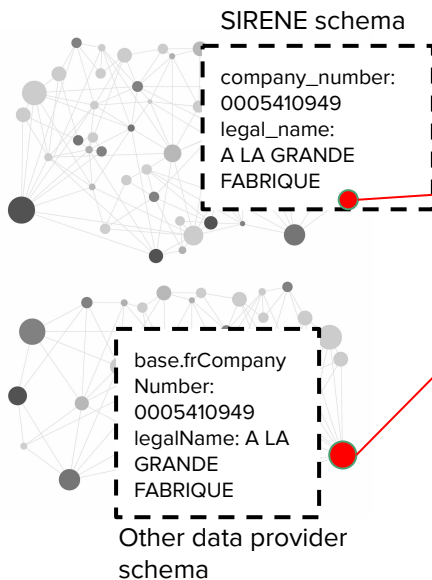 SIRENE schema
company_number:
0005410949
legal_name:
A LA GRANDE
FABRIQUE
base.frCompany
Number:
0005410949
legalName: A LA
GRANDE
FABRIQUE
Other data provider
schema